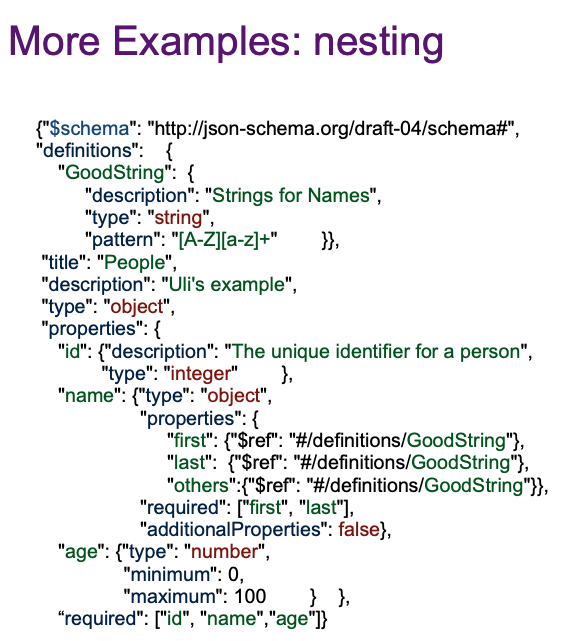 More Examples: nesting
{"$schema": "http://json-schema.org/draft-04/schema#",
"definitions": {
"GoodString": {
"description": "Strings for Names",
"type": "string",
"pattern": "[A-Z][a-z]+" }},
"title": "People",
"description": "Uli's example",
"type": "object",
"properties": {
"id": {"description": "The unique identifier for a person",
"type": "integer" },
"name": {"type": "object",
"properties": {
"first": {"$ref": "#/definitions/GoodString"},
"last": {"$ref": "#/definitions/GoodString"},
"others":{"$ref": "#/definitions/GoodString"}},
"required": ["first", "last"],
"additionalProperties": false},
"age": {"type": "number",
"minimum": 0,
"maximum": 100 } },
“required": ["id", "name","age"]}